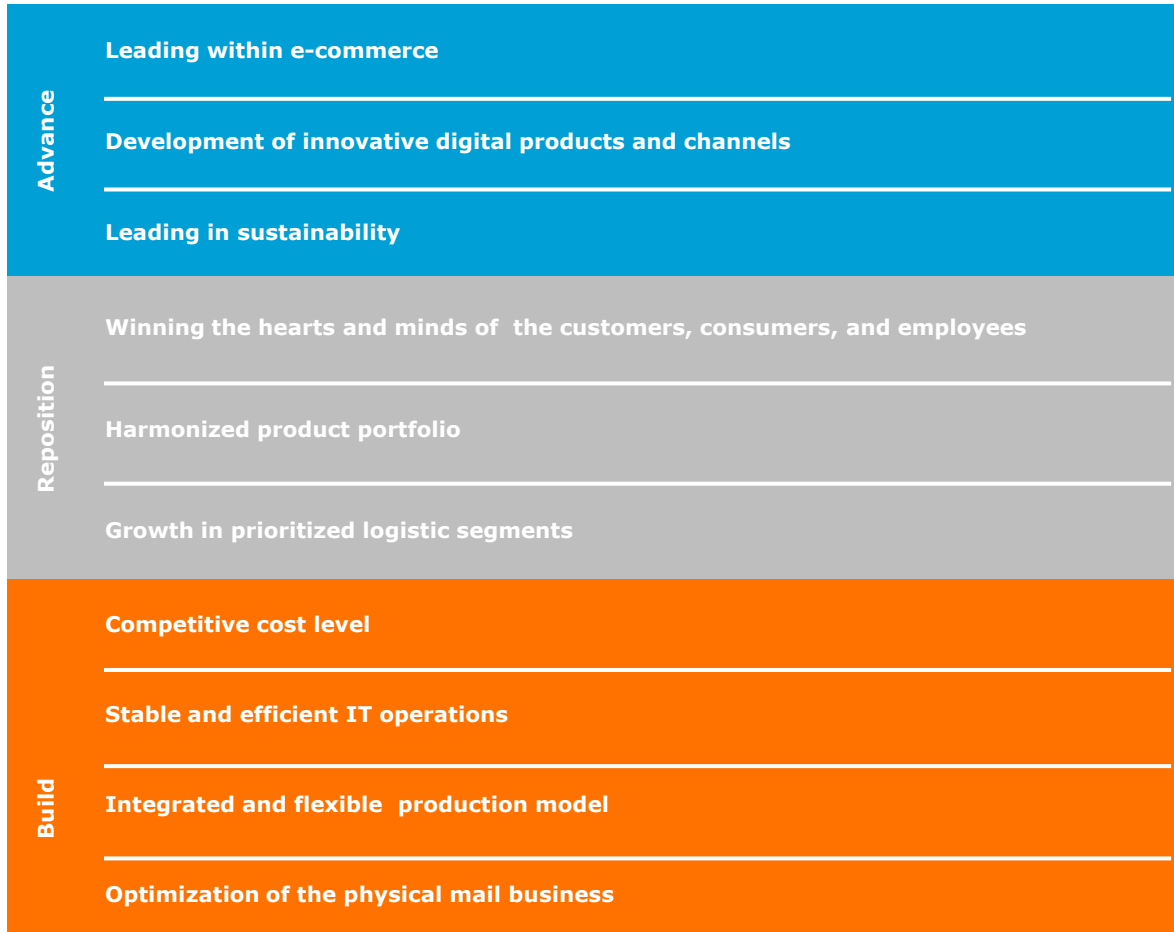 Advance
Leading within e-commerce
Development of innovative digital products and channels
Leading in sustainability
Reposition
Winning the hearts and minds of  the customers, consumers, and employees
Harmonized product portfolio
Growth in prioritized logistic segments
Build
Competitive cost level
Stable and efficient IT operations
Integrated and flexible  production model
Optimization of the physical mail business